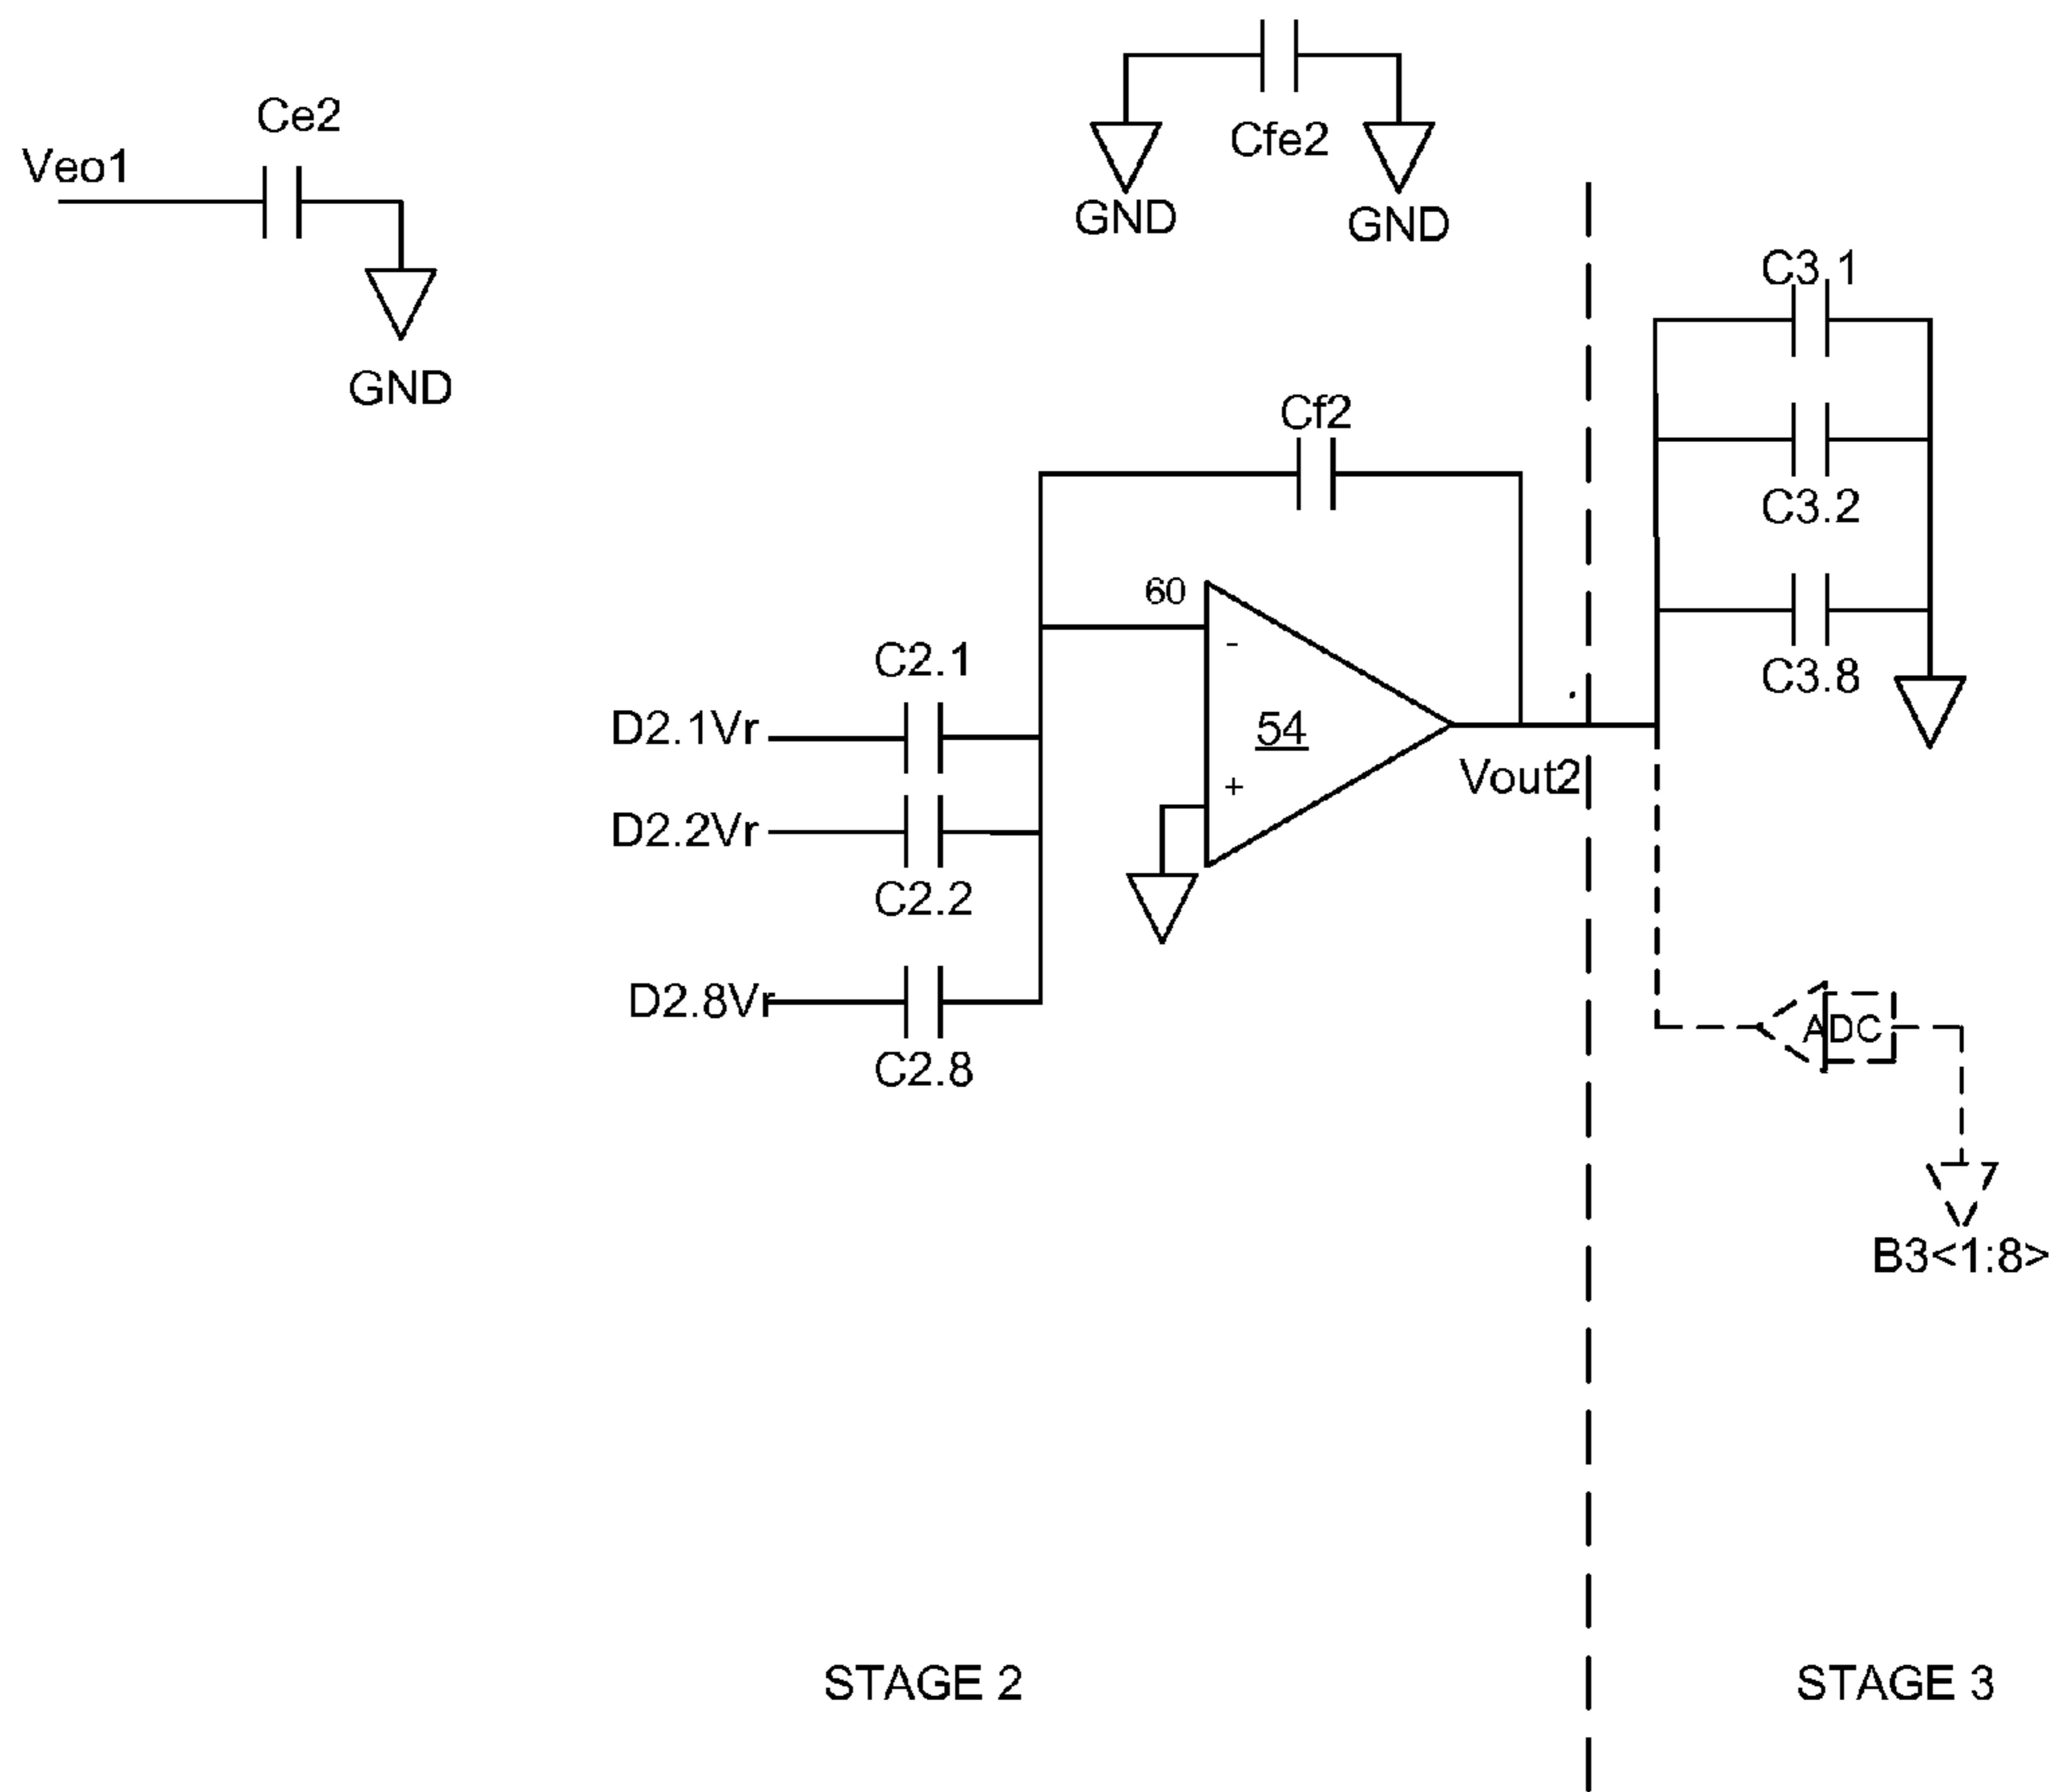 Ce2
Veo1
GND
Cfe2
GND
GND
C3.1
C3.2
C3.8
Cf2
60
-
54
+
Vout2
C2.1
D2.1Vr
D2.2Vr
C2.2
D2.8Vr
C2.8
ADC
B3<1:8>
STAGE 2
STAGE 3